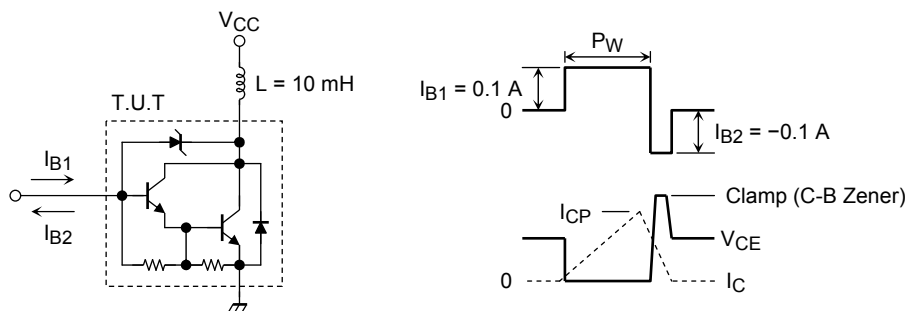 VCC
L = 10 mH
T.U.T
IB1
IB2
PW
IB1 = 0.1 A
0
IB2 = −0.1 A
Clamp (C-B Zener)
ICP
VCE
0
IC